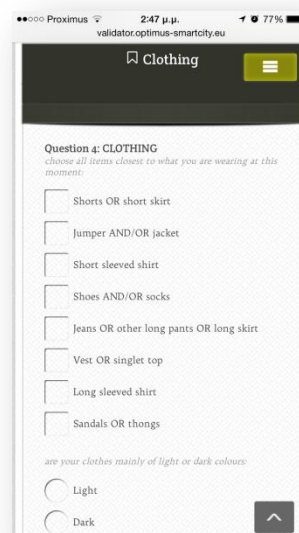 Proximus 2:47 μ.μ. 77%
validator.optimus-smartcity.eu
Clothing
Question 4: CLOTHING
choose all items closest to what you are wearing at this
moment:
Shorts OR short skirt
Jumper AND/OR jacket
Short sleeved shirt
Shoes AND/OR socks
Jeans OR other long pants OR long skirt
Vest OR singlet top
Long sleeved shirt
Sandals OR thongs
are your clothes mainly of light or dark colours:
Light
Dark